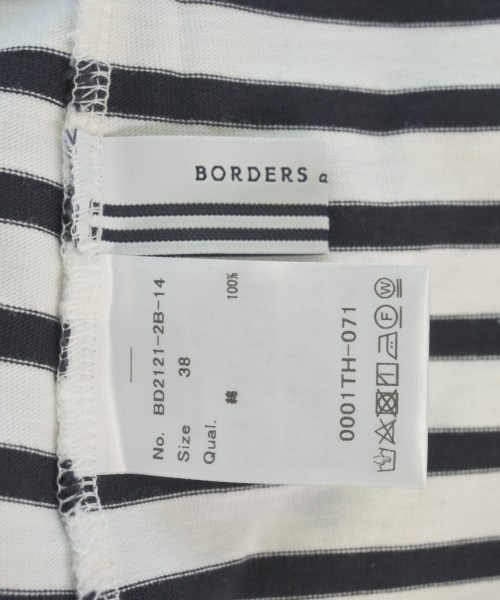 BORDERS a
No. BD2121-2B-14
Size 38
Qual. 綿 100%
0001TH-071